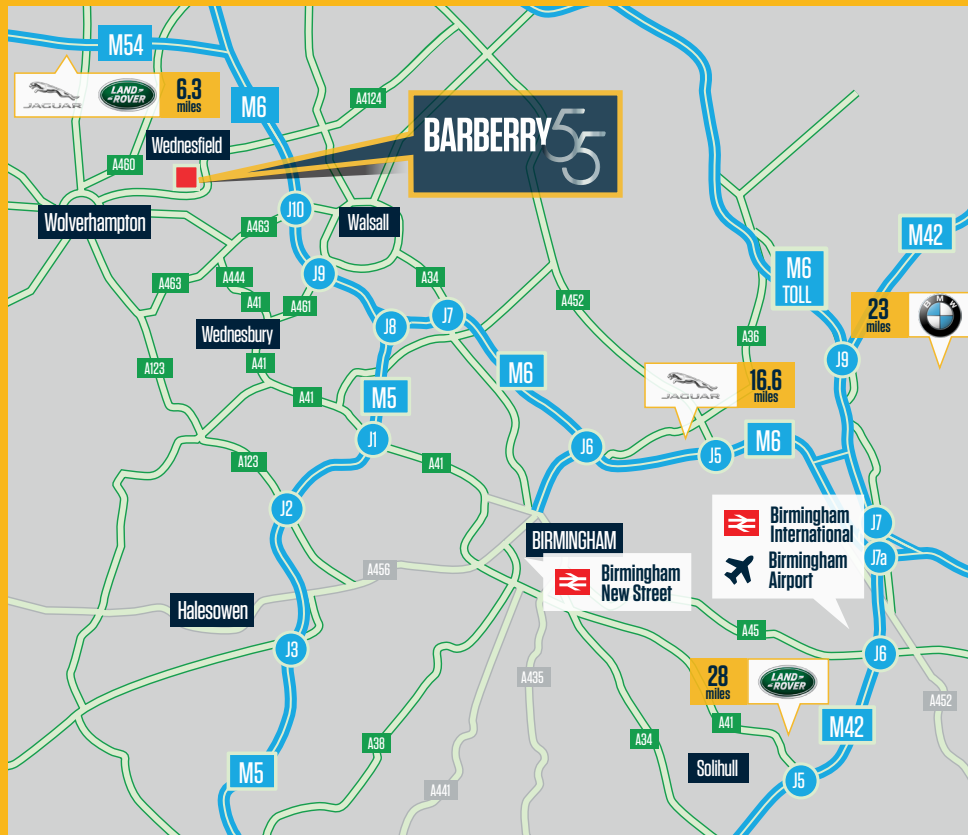 M54
JAGUAR
LAND-
-ROVER
6.3
miles
M6
A4124
BARBERRY 55
Wednesfield
A460
Wolverhampton
J10
Walsall
A463
M42
M6
TOLL
A463
A444
J9
A34
A41
A461
A452
J8
J7
23
miles
BMW
Wednesbury
A36
J9
A123
A41
M6
JAGUAR
16.6
miles
A41
M5
J1
J6
J5
M6
A123
A41
J2
Birmingham
International
Birmingham
Airport
J7
J7a
BIRMINGHAM
Birmingham
New Street
A456
Halesowen
A45
J3
J6
28
miles
LAND-
-ROVER
A435
A452
A41
M42
A38
A34
Solihull
M5
J5
A441